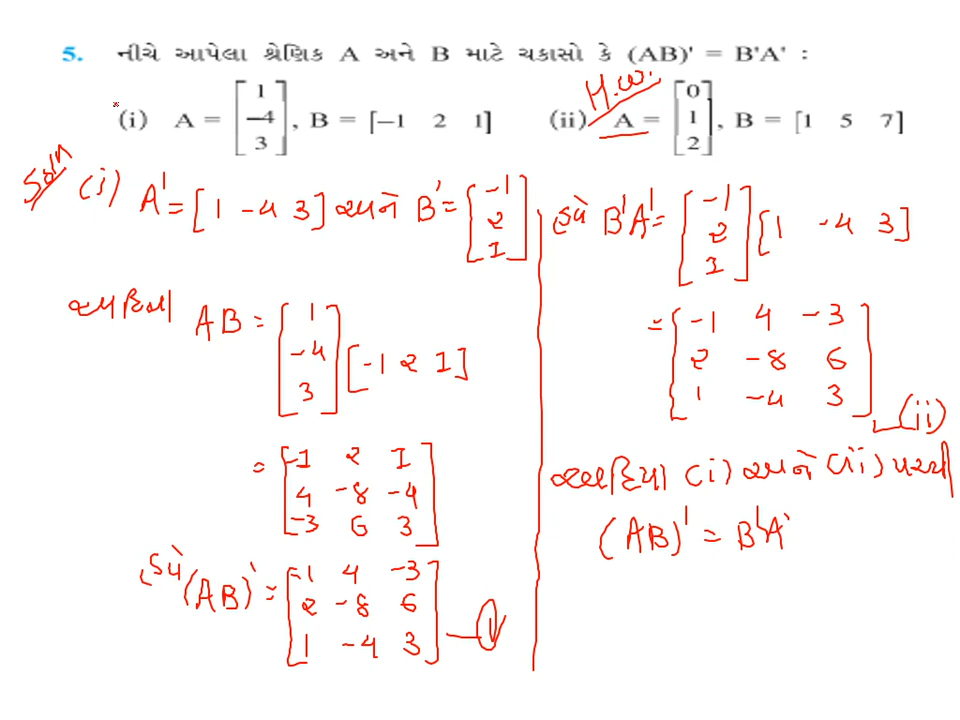 5. નીચે આપેલા શ્રેણિક A અને B માટે ચકાસો કે (AB)' = B'A' :
(i) A = [1 -4 3], B = [-1 2 1] (ii) A = [0 1 2], B = [1 5 7]
H.W.
Soln (i) A' = [1 -4 3] અને B' = [-1 2 1]
AB = [1 -4 3] [-1 2 1]
= [-1 2 1
4 -8 -4
-3 6 3]
હવે (AB)' = [-1 4 -3
2 -8 6
1 -4 3] — (i)
હવે B'A' = [-1 2 1] [1 -4 3]
= [-1 4 -3
2 -8 6
1 -4 3] — (ii)
(i) અને (ii) પરથી
(AB)' = B'A'